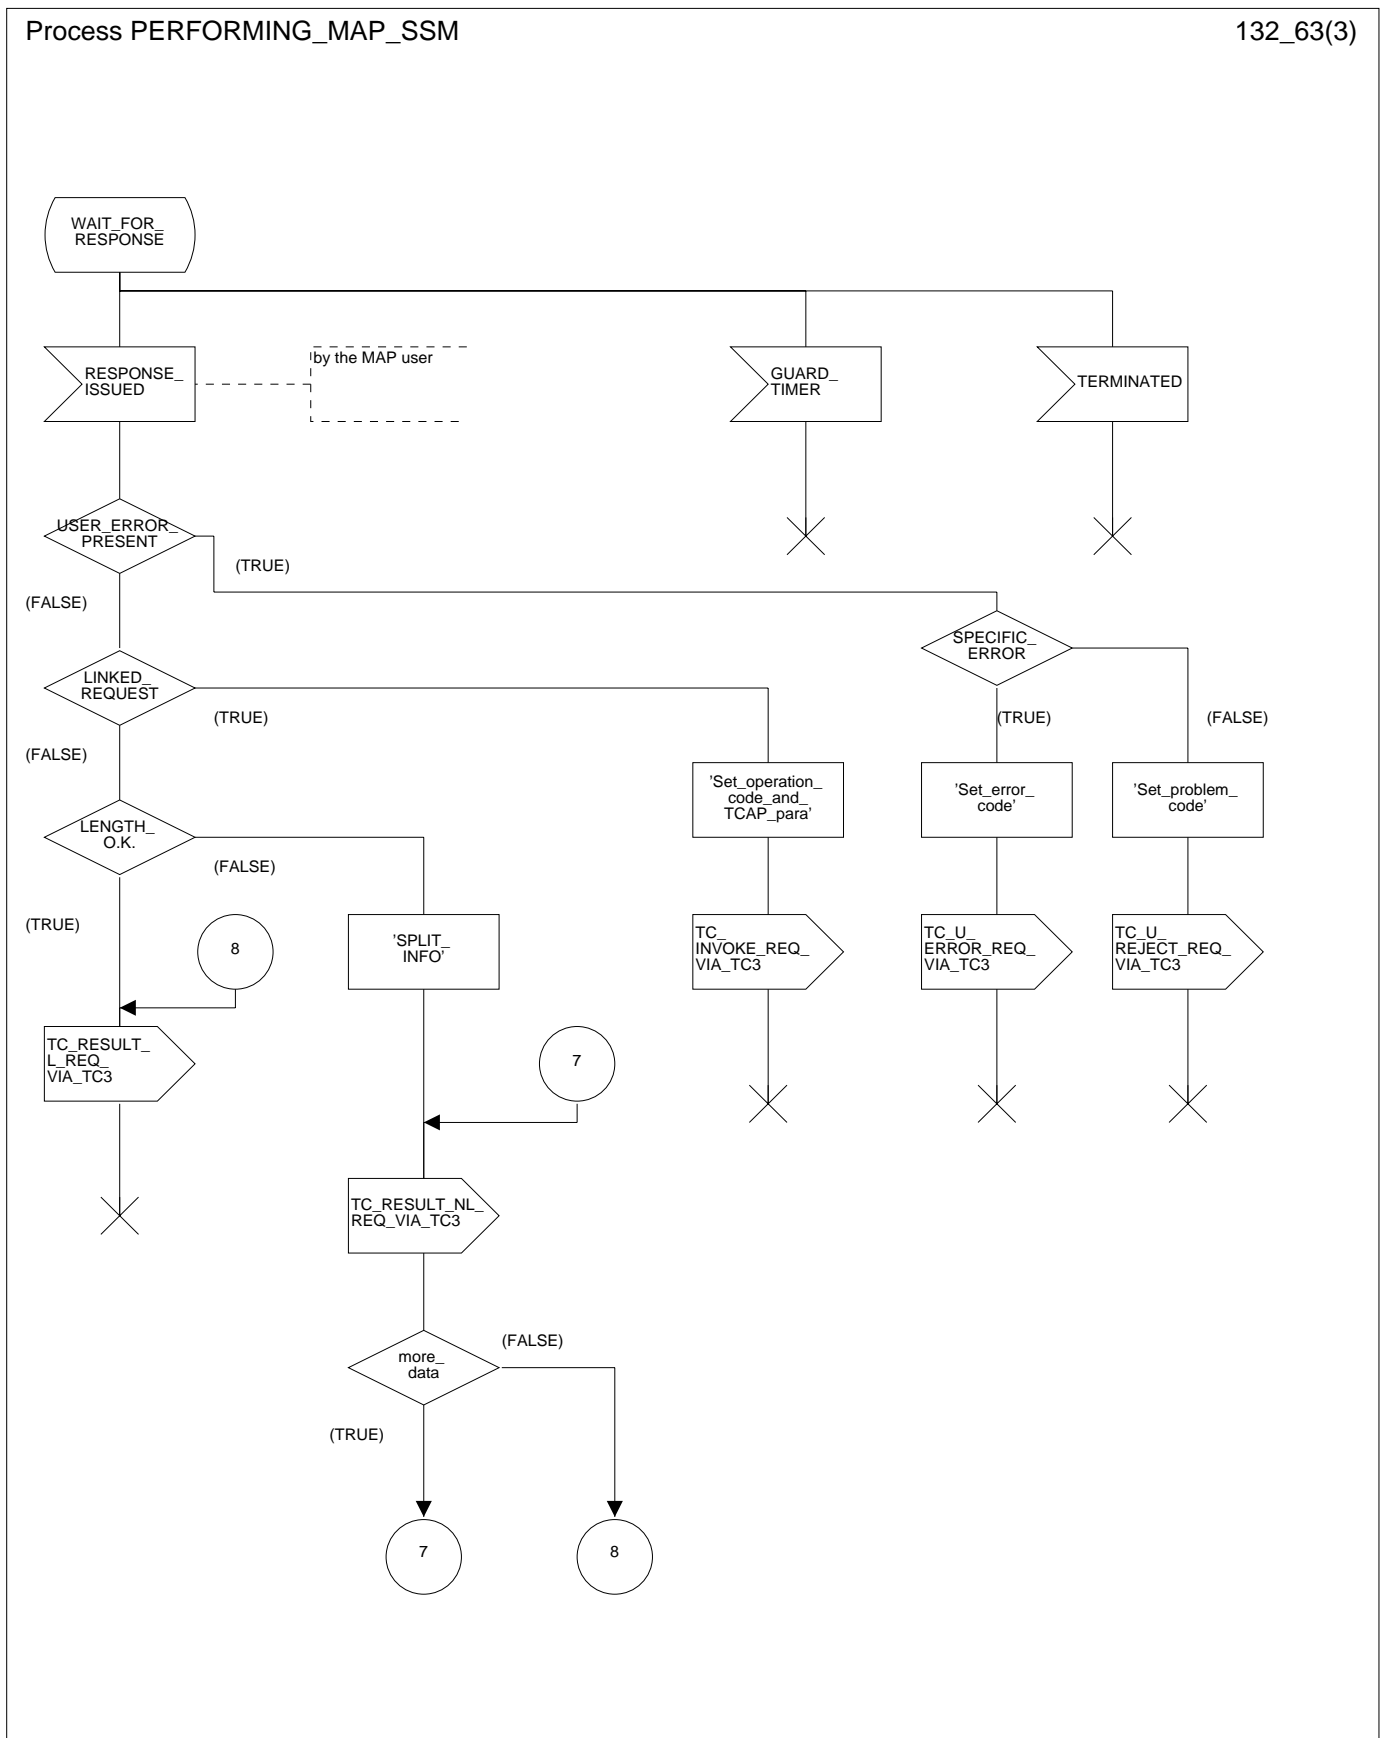 Process PERFORMING_MAP_SSM
132_63(3)
WAIT_FOR_
RESPONSE
RESPONSE_
ISSUED
by the MAP user
GUARD_
TIMER
TERMINATED
USER_ERROR_
PRESENT
(TRUE)
(FALSE)
SPECIFIC_
ERROR
LINKED_
REQUEST
(TRUE)
(TRUE)
(FALSE)
(FALSE)
'Set_operation_
code_and_
TCAP_para'
'Set_error_
code'
'Set_problem_
code'
LENGTH_
O.K.
(FALSE)
(TRUE)
8
'SPLIT_
INFO'
TC_
INVOKE_REQ_
VIA_TC3
TC_U_
ERROR_REQ_
VIA_TC3
TC_U_
REJECT_REQ_
VIA_TC3
TC_RESULT_
L_REQ_
VIA_TC3
7
TC_RESULT_NL_
REQ_VIA_TC3
(FALSE)
more_
data
(TRUE)
7
8